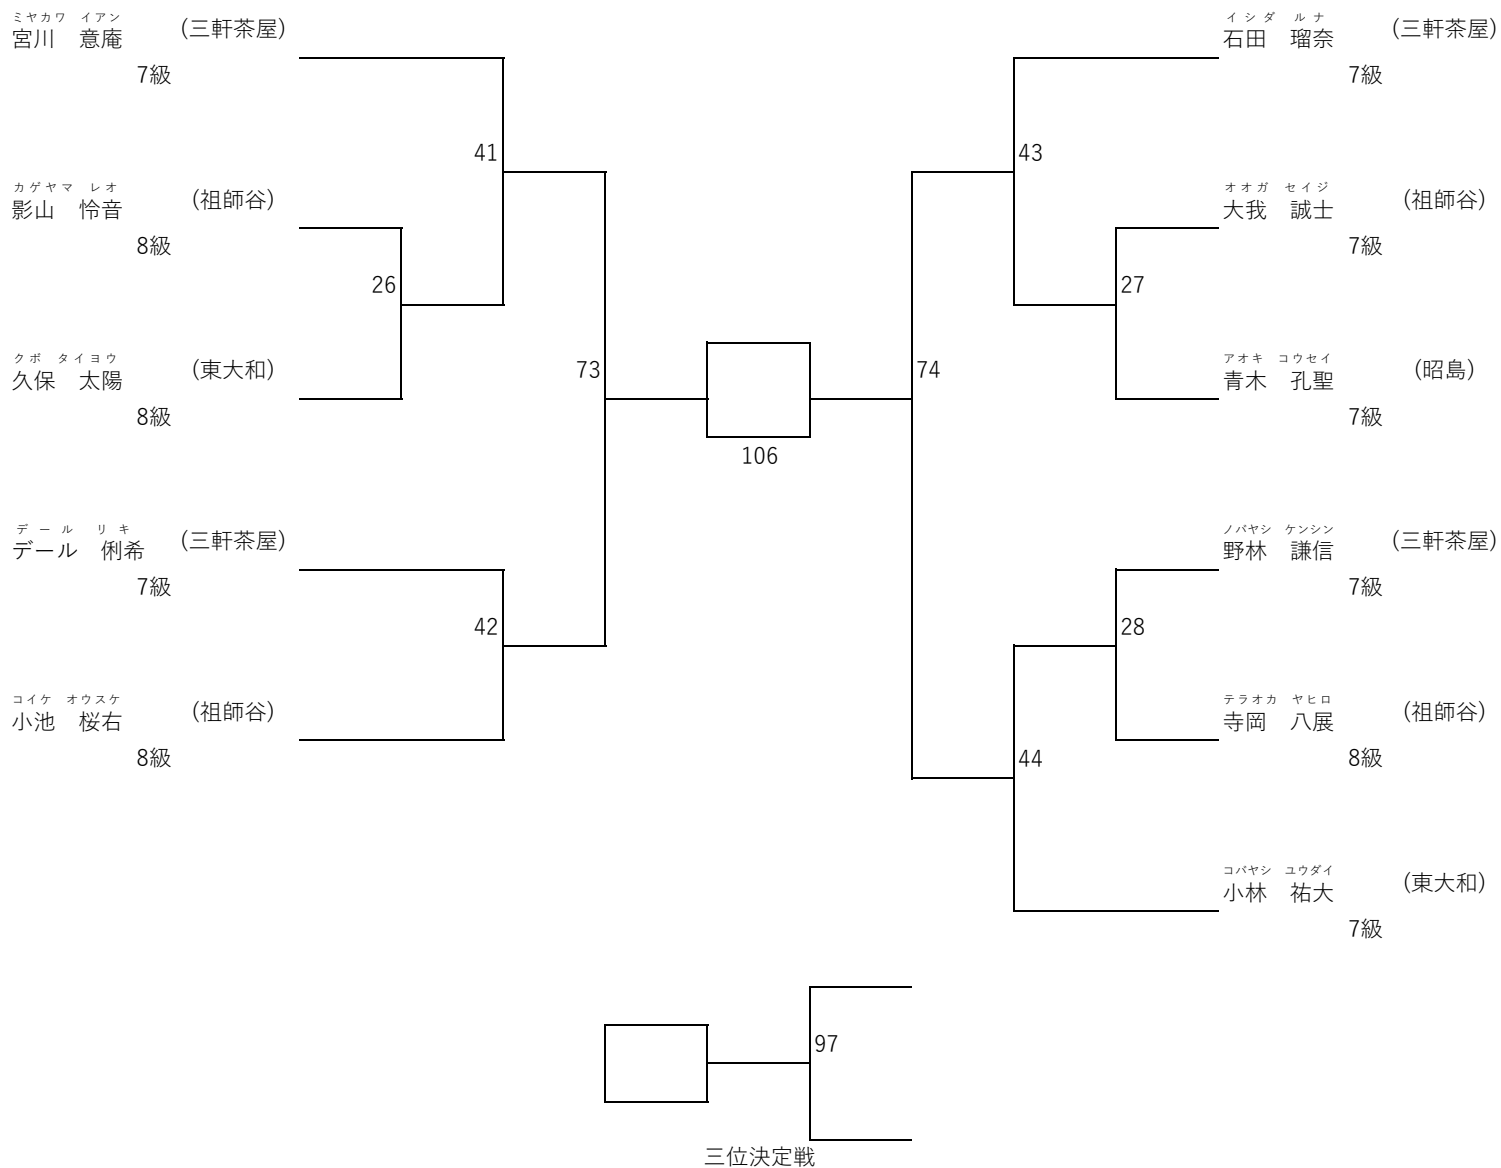 ミヤカワ　イアン
宮川　意庵 (三軒茶屋)
7級
41
カゲヤマ　レオ
影山　怜音 (祖師谷)
8級
26
クボ　タイヨウ
久保　太陽 (東大和)
8級
73
デール　リキ
デール　俐希 (三軒茶屋)
7級
42
コイケ　オウスケ
小池　桜右 (祖師谷)
8級
106
イシダ　ルナ
石田　瑠奈 (三軒茶屋)
7級
43
オオガ　セイジ
大我　誠士 (祖師谷)
7級
27
アオキ　コウセイ
青木　孔聖 (昭島)
7級
74
ノバヤシ　ケンシン
野林　謙信 (三軒茶屋)
7級
28
テラオカ　ヤヒロ
寺岡　八展 (祖師谷)
8級
44
コバヤシ　ユウダイ
小林　祐大 (東大和)
7級
97
三位決定戦